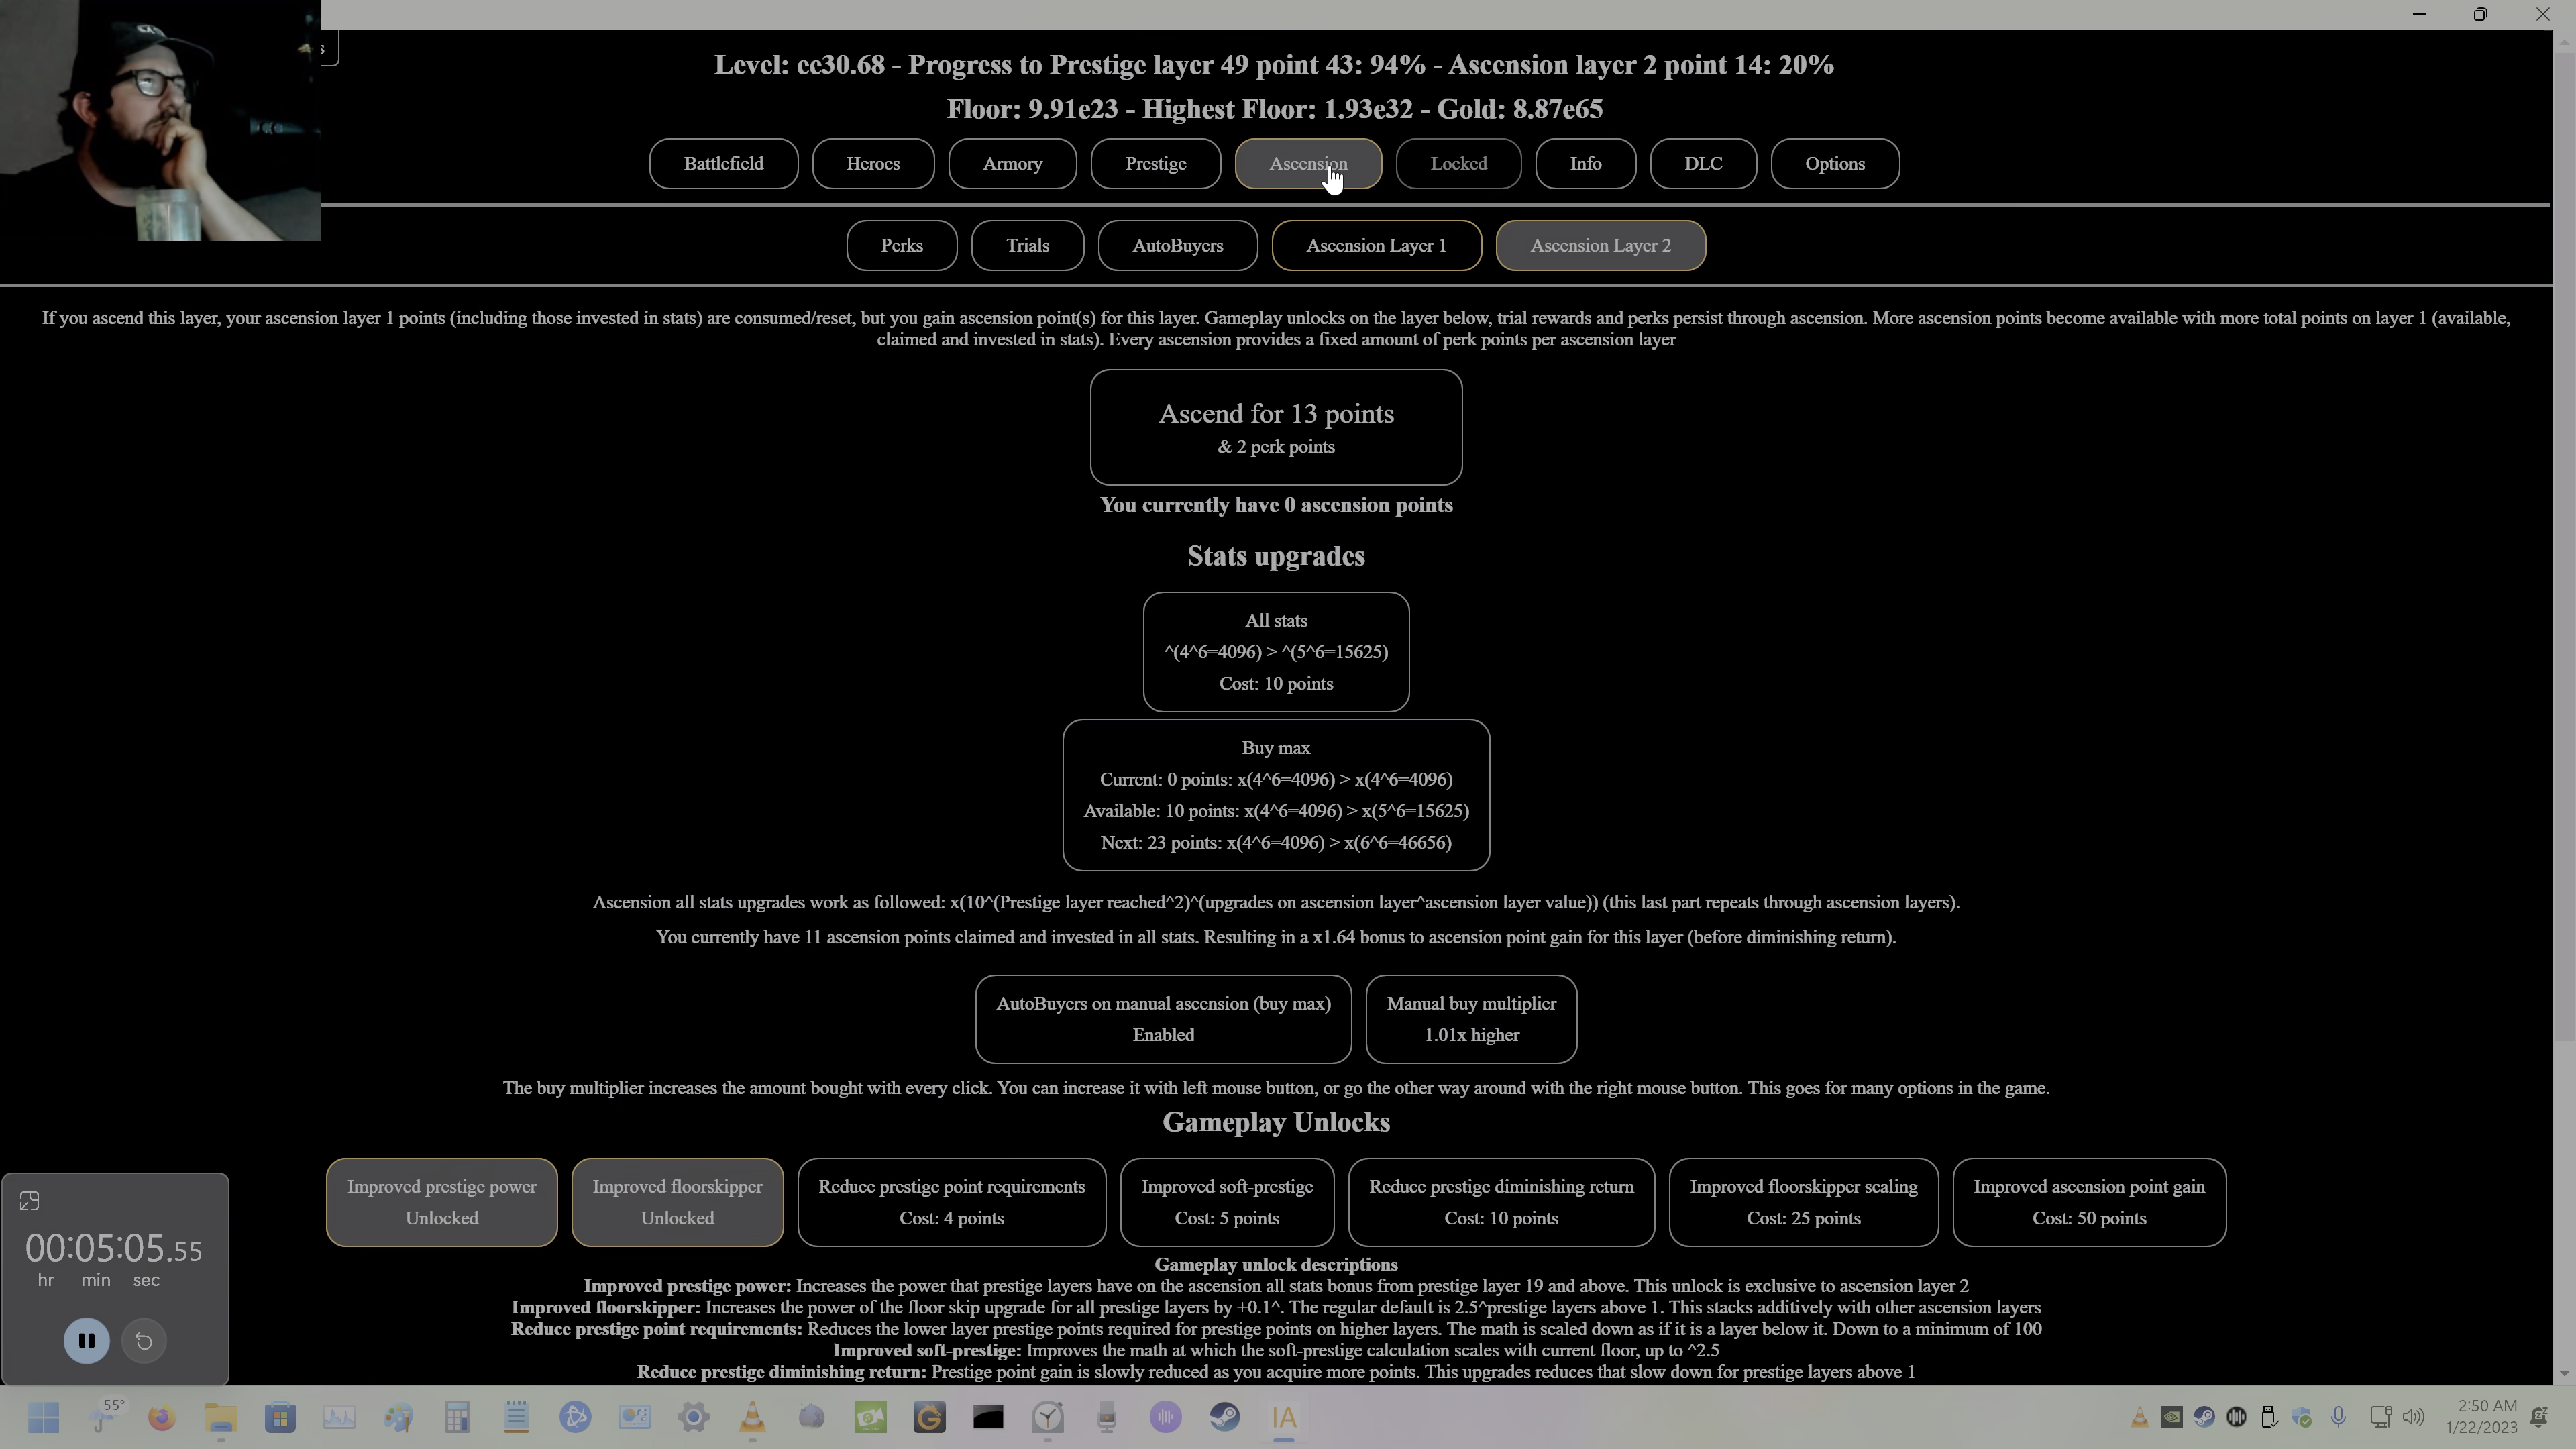 s
Level: ee30.68 - Progress to Prestige layer 49 point 43: 94% - Ascension layer 2 point 14: 20%
Floor: 9.91e23 - Highest Floor: 1.93e32 - Gold: 8.87e65
Battlefield Heroes Armory Prestige Ascension Locked Info DLC Options
Perks Trials AutoBuyers Ascension Layer 1 Ascension Layer 2
If you ascend this layer, your ascension layer 1 points (including those invested in stats) are consumed/reset, but you gain ascension point(s) for this layer. Gameplay unlocks on the layer below, trial rewards and perks persist through ascension. More ascension points become available with more total points on layer 1 (available,
claimed and invested in stats). Every ascension provides a fixed amount of perk points per ascension layer
Ascend for 13 points
& 2 perk points
You currently have 0 ascension points
Stats upgrades
All stats
^(4^6=4096) > ^(5^6=15625)
Cost: 10 points
Buy max
Current: 0 points: x(4^6=4096) > x(4^6=4096)
Available: 10 points: x(4^6=4096) > x(5^6=15625)
Next: 23 points: x(4^6=4096) > x(6^6=46656)
Ascension all stats upgrades work as followed: x(10^(Prestige layer reached^2)^(upgrades on ascension layer^ascension layer value)) (this last part repeats through ascension layers).
You currently have 11 ascension points claimed and invested in all stats. Resulting in a x1.64 bonus to ascension point gain for this layer (before diminishing return).
AutoBuyers on manual ascension (buy max) Manual buy multiplier
Enabled 1.01x higher
The buy multiplier increases the amount bought with every click. You can increase it with left mouse button, or go the other way around with the right mouse button. This goes for many options in the game.
Gameplay Unlocks
Improved prestige power Improved floorskipper Reduce prestige point requirements Improved soft-prestige Reduce prestige diminishing return Improved floorskipper scaling Improved ascension point gain
Unlocked Unlocked Cost: 4 points Cost: 5 points Cost: 10 points Cost: 25 points Cost: 50 points
Gameplay unlock descriptions
Improved prestige power: Increases the power that prestige layers have on the ascension all stats bonus from prestige layer 19 and above. This unlock is exclusive to ascension layer 2
Improved floorskipper: Increases the power of the floor skip upgrade for all prestige layers by +0.1^. The regular default is 2.5^prestige layers above 1. This stacks additively with other ascension layers
Reduce prestige point requirements: Reduces the lower layer prestige points required for prestige points on higher layers. The math is scaled down as if it is a layer below it. Down to a minimum of 100
Improved soft-prestige: Improves the math at which the soft-prestige calculation scales with current floor, up to ^2.5
Reduce prestige diminishing return: Prestige point gain is slowly reduced as you acquire more points. This upgrades reduces that slow down for prestige layers above 1
00:05:05.55
hr min sec
55°
IA
2:50 AM
1/22/2023